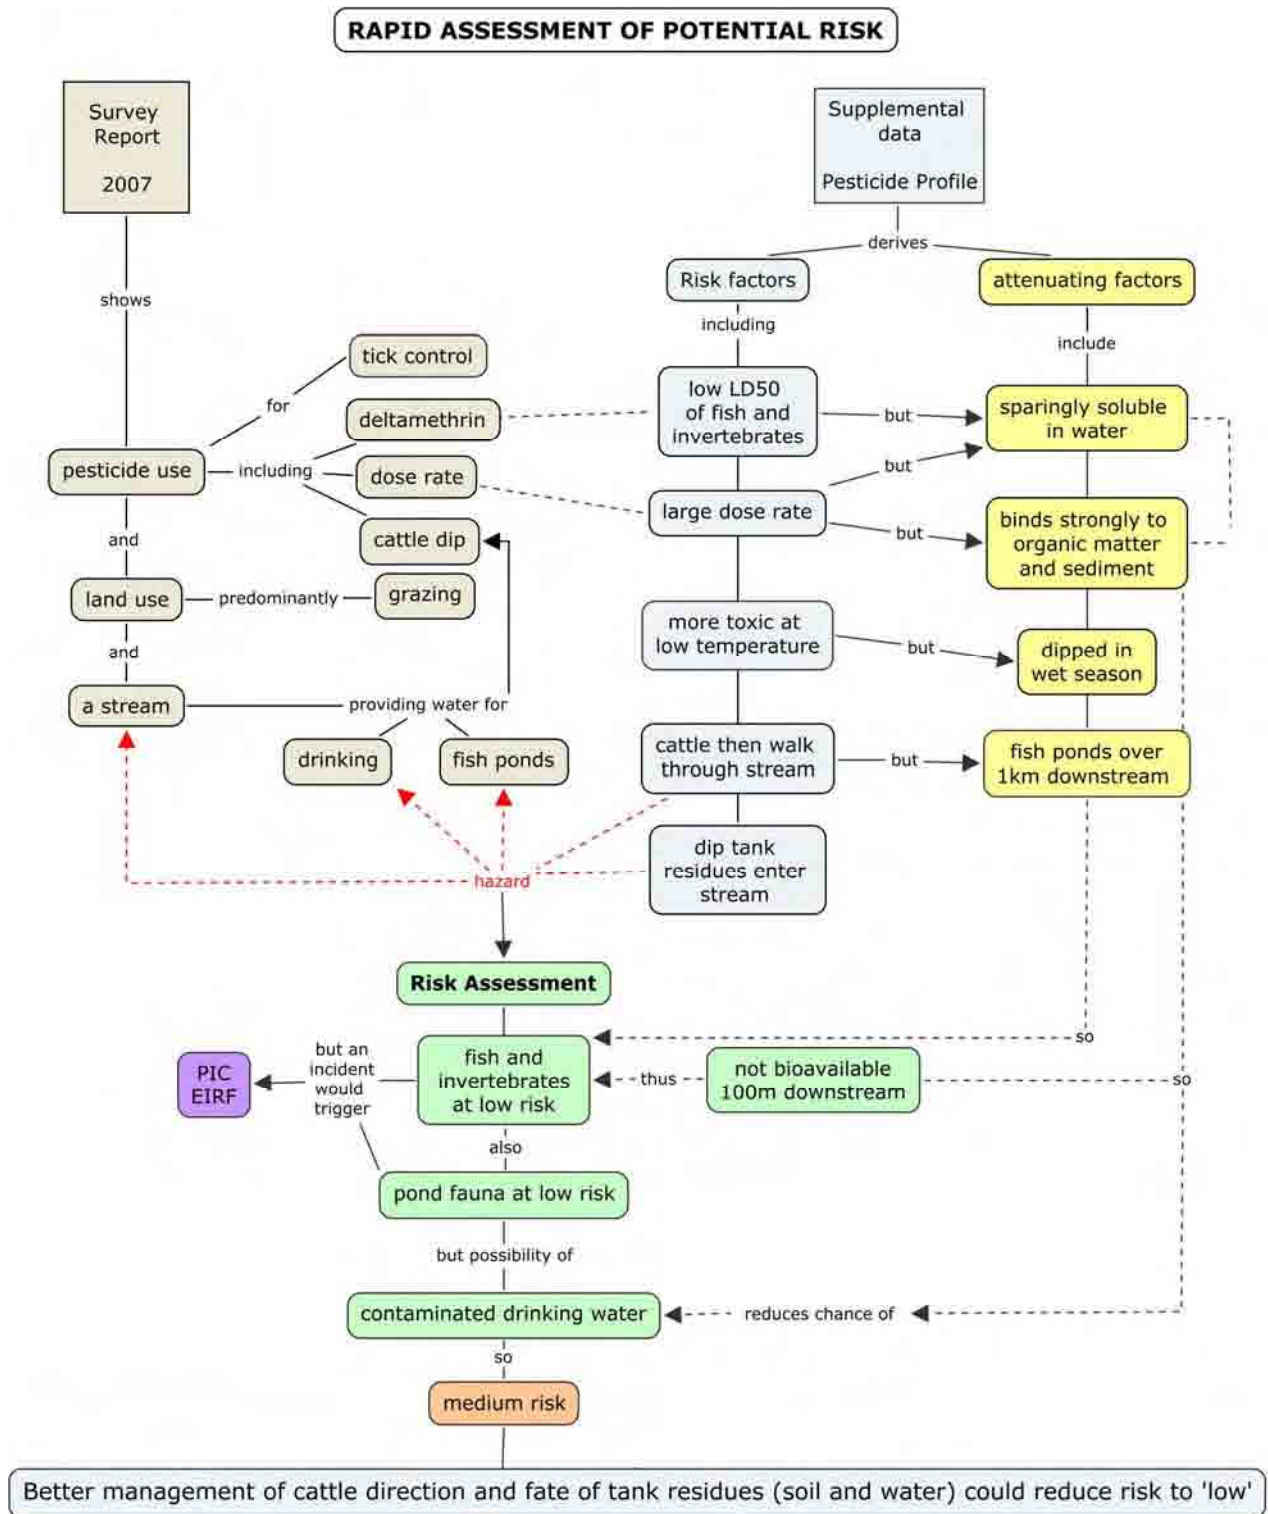 RAPID ASSESSMENT OF POTENTIAL RISK
Survey
Report
2007
Supplemental
data
Pesticide Profile
derives
Risk factors
attenuating factors
shows
including
include
tick control
for
low LD50
of fish and
invertebrates
but
sparingly soluble
in water
deltamethrin
pesticide use
including
dose rate
but
large dose rate
but
binds strongly to
organic matter
and sediment
and
cattle dip
land use
predominantly
grazing
more toxic at
low temperature
but
dipped in
wet season
and
a stream
providing water for
drinking
fish ponds
cattle then walk
through stream
but
fish ponds over
1km downstream
dip tank
residues enter
stream
hazard
Risk Assessment
so
but an
incident
would
trigger
PIC
EIRF
fish and
invertebrates
at low risk
thus
not bioavailable
100m downstream
so
also
pond fauna at low risk
but possibility of
contaminated drinking water
reduces chance of
so
medium risk
Better management of cattle direction and fate of tank residues (soil and water) could reduce risk to 'low'